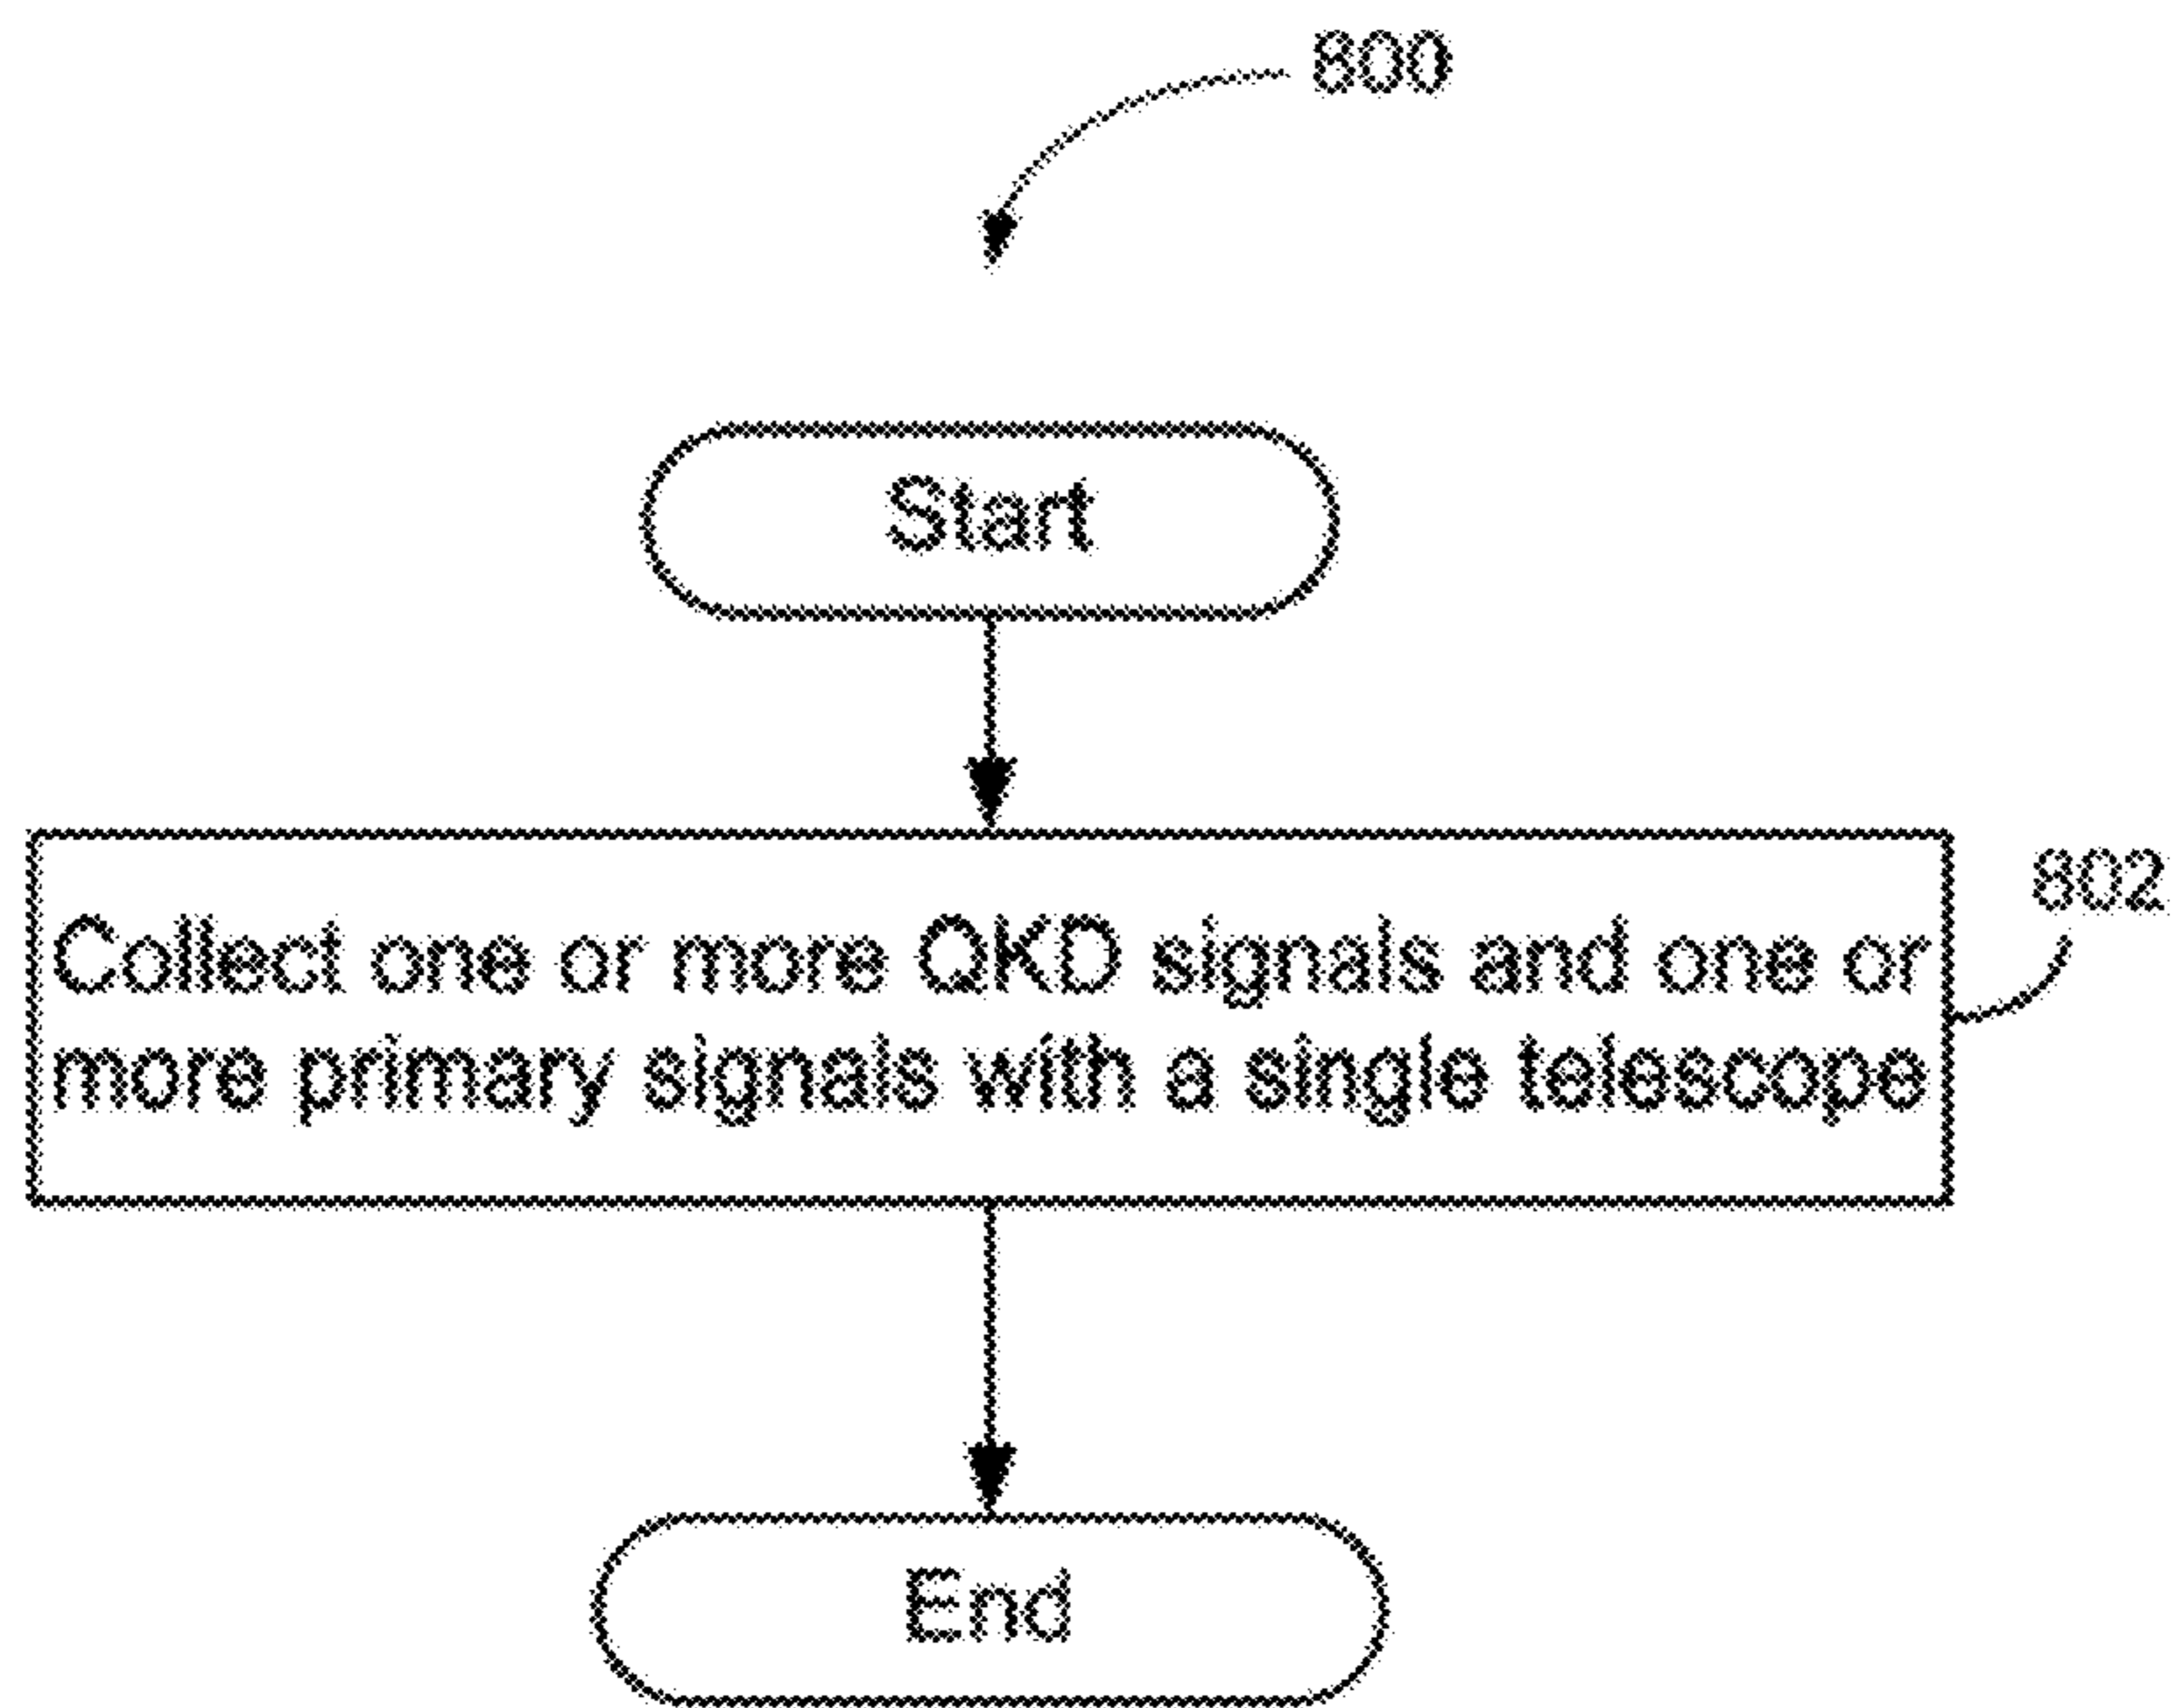 800
Start
802
Collect one or more QKD signals and one or
more primary signals with a single telescope
End